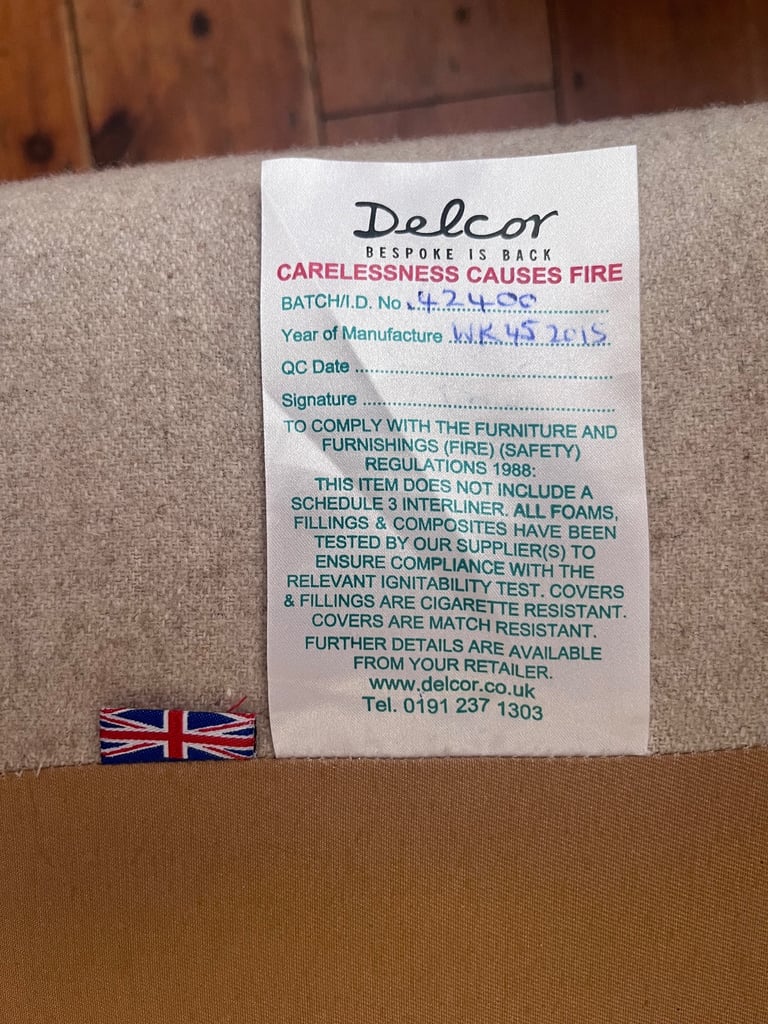 Delcor
BESPOKE IS BACK
CARELESSNESS CAUSES FIRE
BATCH/I.D. No .42400
Year of Manufacture WK 45 2015
QC Date
Signature
TO COMPLY WITH THE FURNITURE AND
FURNISHINGS (FIRE) (SAFETY)
REGULATIONS 1988:
THIS ITEM DOES NOT INCLUDE A
SCHEDULE 3 INTERLINER. ALL FOAMS,
FILLINGS & COMPOSITES HAVE BEEN
TESTED BY OUR SUPPLIER(S) TO
ENSURE COMPLIANCE WITH THE
RELEVANT IGNITABILITY TEST. COVERS
& FILLINGS ARE CIGARETTE RESISTANT.
COVERS ARE MATCH RESISTANT.
FURTHER DETAILS ARE AVAILABLE
FROM YOUR RETAILER.
www.delcor.co.uk
Tel. 0191 237 1303